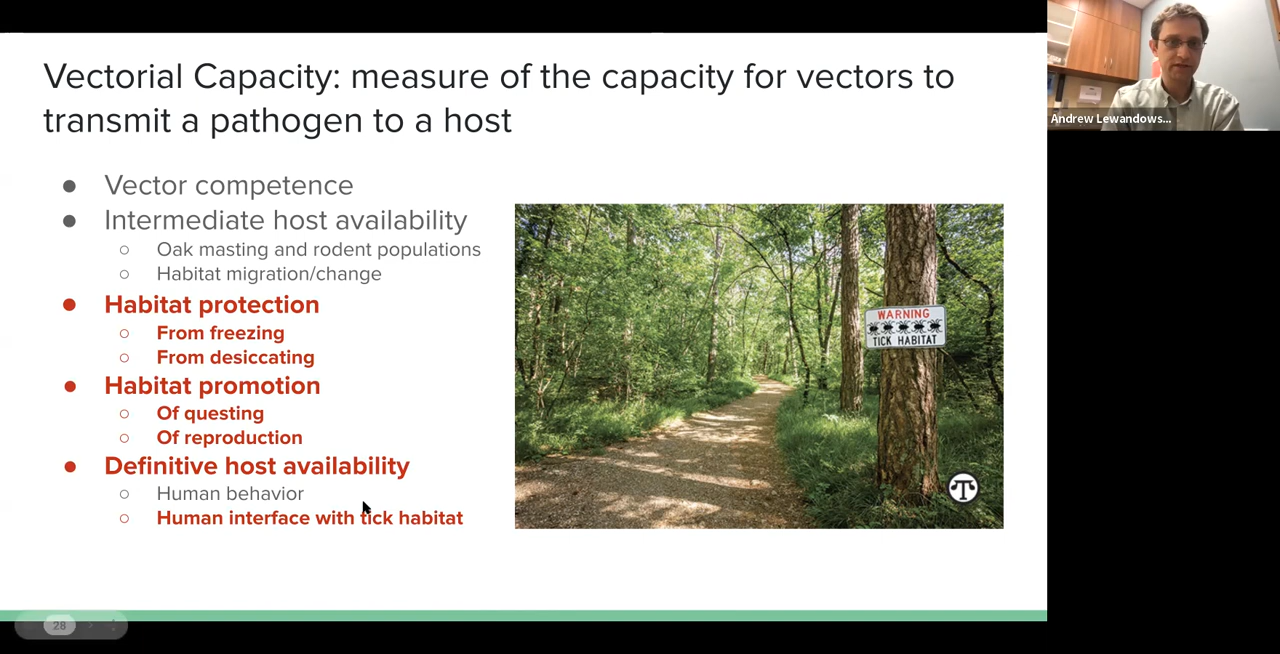 Vectorial Capacity: measure of the capacity for vectors to
transmit a pathogen to a host
Vector competence
Intermediate host availability
Oak masting and rodent populations
Habitat migration/change
Habitat protection
From freezing
From desiccating
Habitat promotion
Of questing
Of reproduction
Definitive host availability
Human behavior
Human interface with tick habitat
WARNING
TICK HABITAT
T
28
Andrew Lewandows...